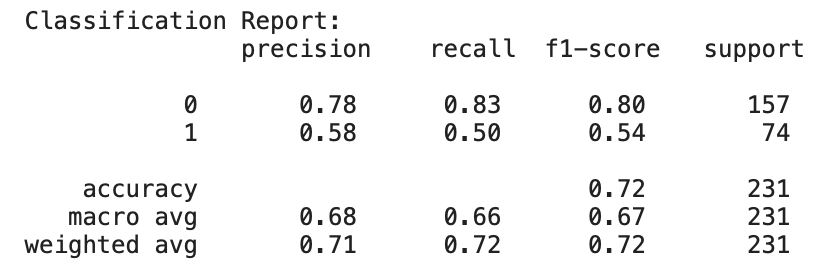 Classification Report:
precision recall f1-score support
0 0.78 0.83 0.80 157
1 0.58 0.50 0.54 74
accuracy 0.72 231
macro avg 0.68 0.66 0.67 231
weighted avg 0.71 0.72 0.72 231